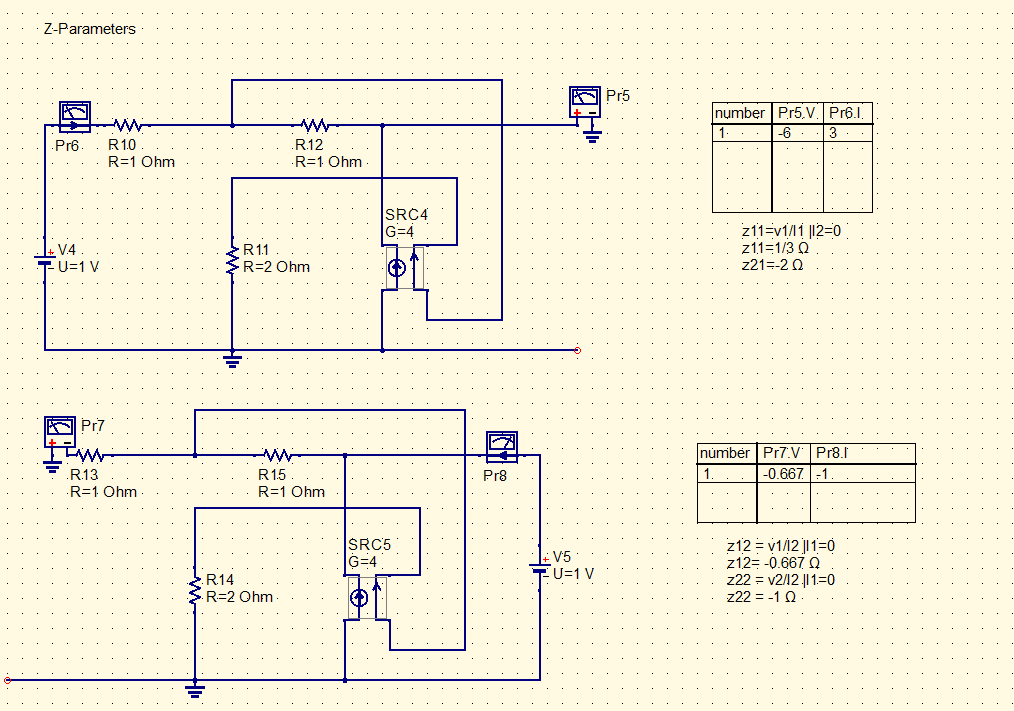 Z-Parameters
Pr5
Pr6
R10
R=1 Ohm
R12
R=1 Ohm
number Pr5.V Pr6.I
1 -6 3
SRC4
G=4
V4
U=1 V
R11
R=2 Ohm
z11=v1/I1 |I2=0
z11=1/3 Ω
z21=-2 Ω
Pr7
R13
R=1 Ohm
R15
R=1 Ohm
Pr8
number Pr7.V Pr8.I
1 -0.667 -1
SRC5
G=4
V5
U=1 V
R14
R=2 Ohm
z12 = v1/I2 |I1=0
z12= -0.667 Ω
z22 = v2/I2 |I1=0
z22 = -1 Ω